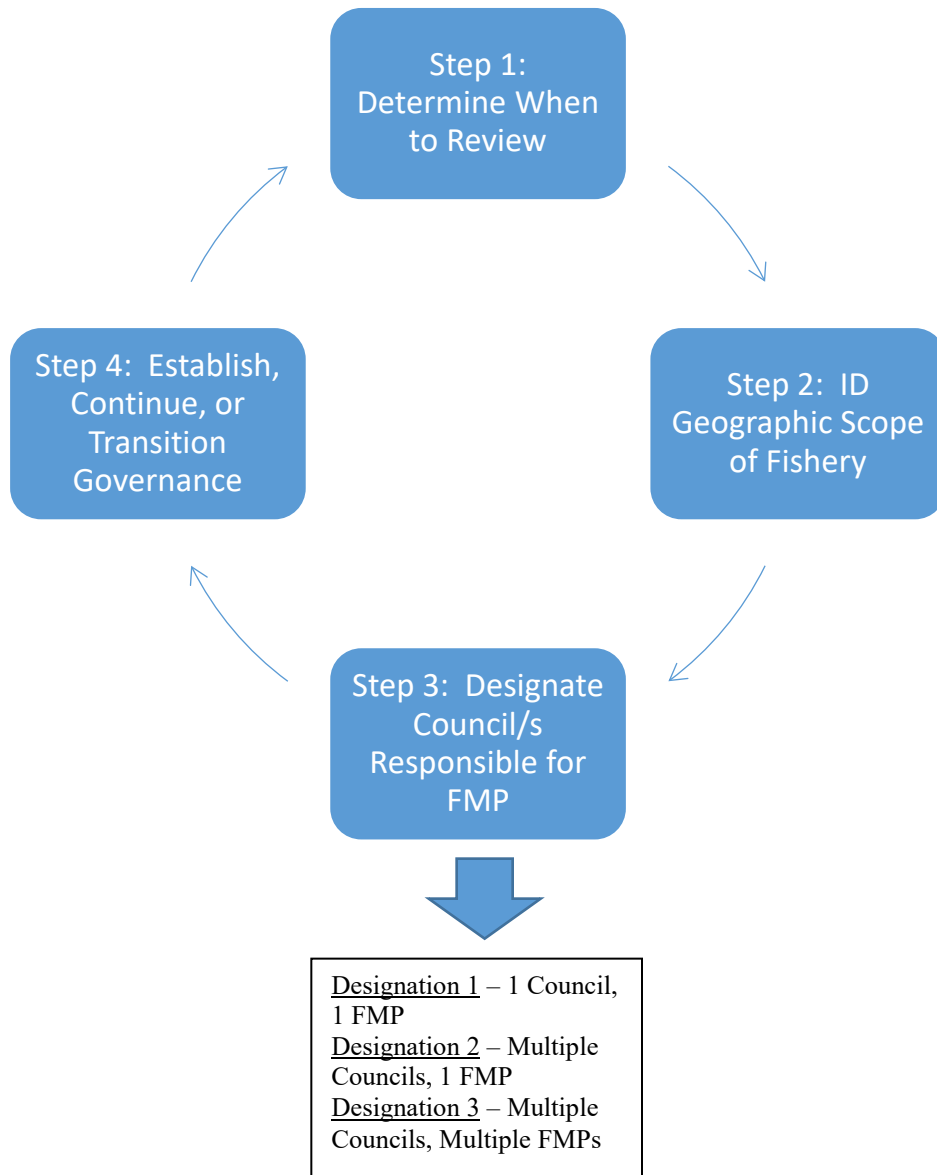 Step 1:
Determine When
to Review
Step 2:  ID
Geographic Scope
of Fishery
Step 3:  Designate
Council/s
Responsible for
FMP
Step 4:  Establish,
Continue, or
Transition
Governance
Designation 1 – 1 Council,
1 FMP
Designation 2 – Multiple
Councils, 1 FMP
Designation 3 – Multiple
Councils, Multiple FMPs